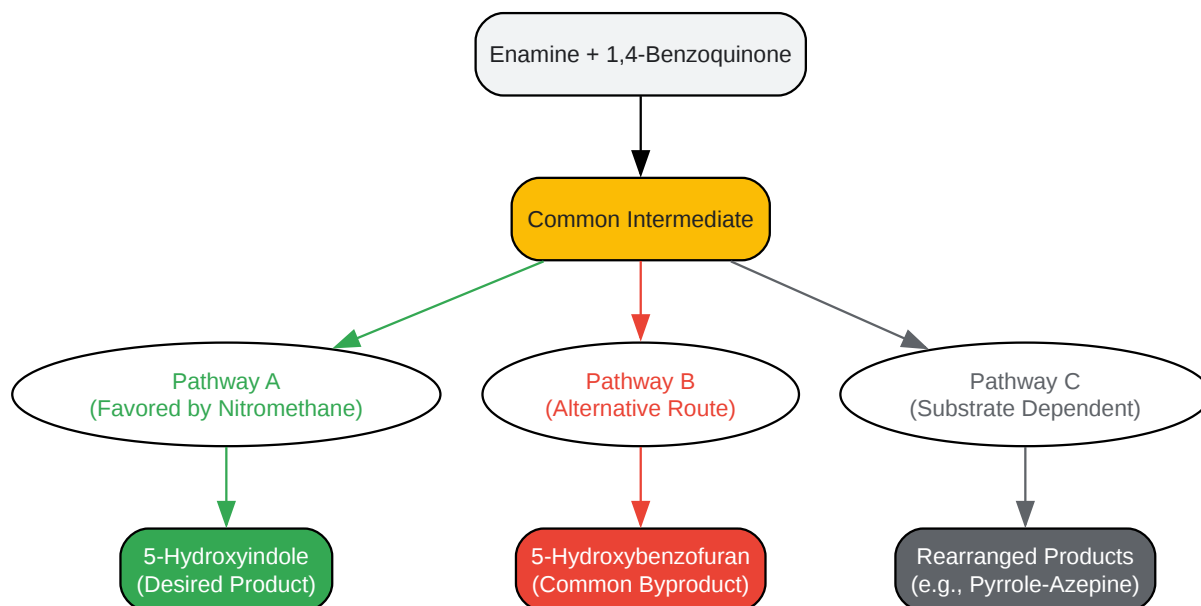 Enamine + 1,4-Benzoquinone
Common Intermediate
Pathway A
(Favored by Nitromethane)
Pathway B
(Alternative Route)
Pathway C
(Substrate Dependent)
5-Hydroxyindole
(Desired Product)
5-Hydroxybenzofuran
(Common Byproduct)
Rearranged Products
(e.g., Pyrrole-Azepine)